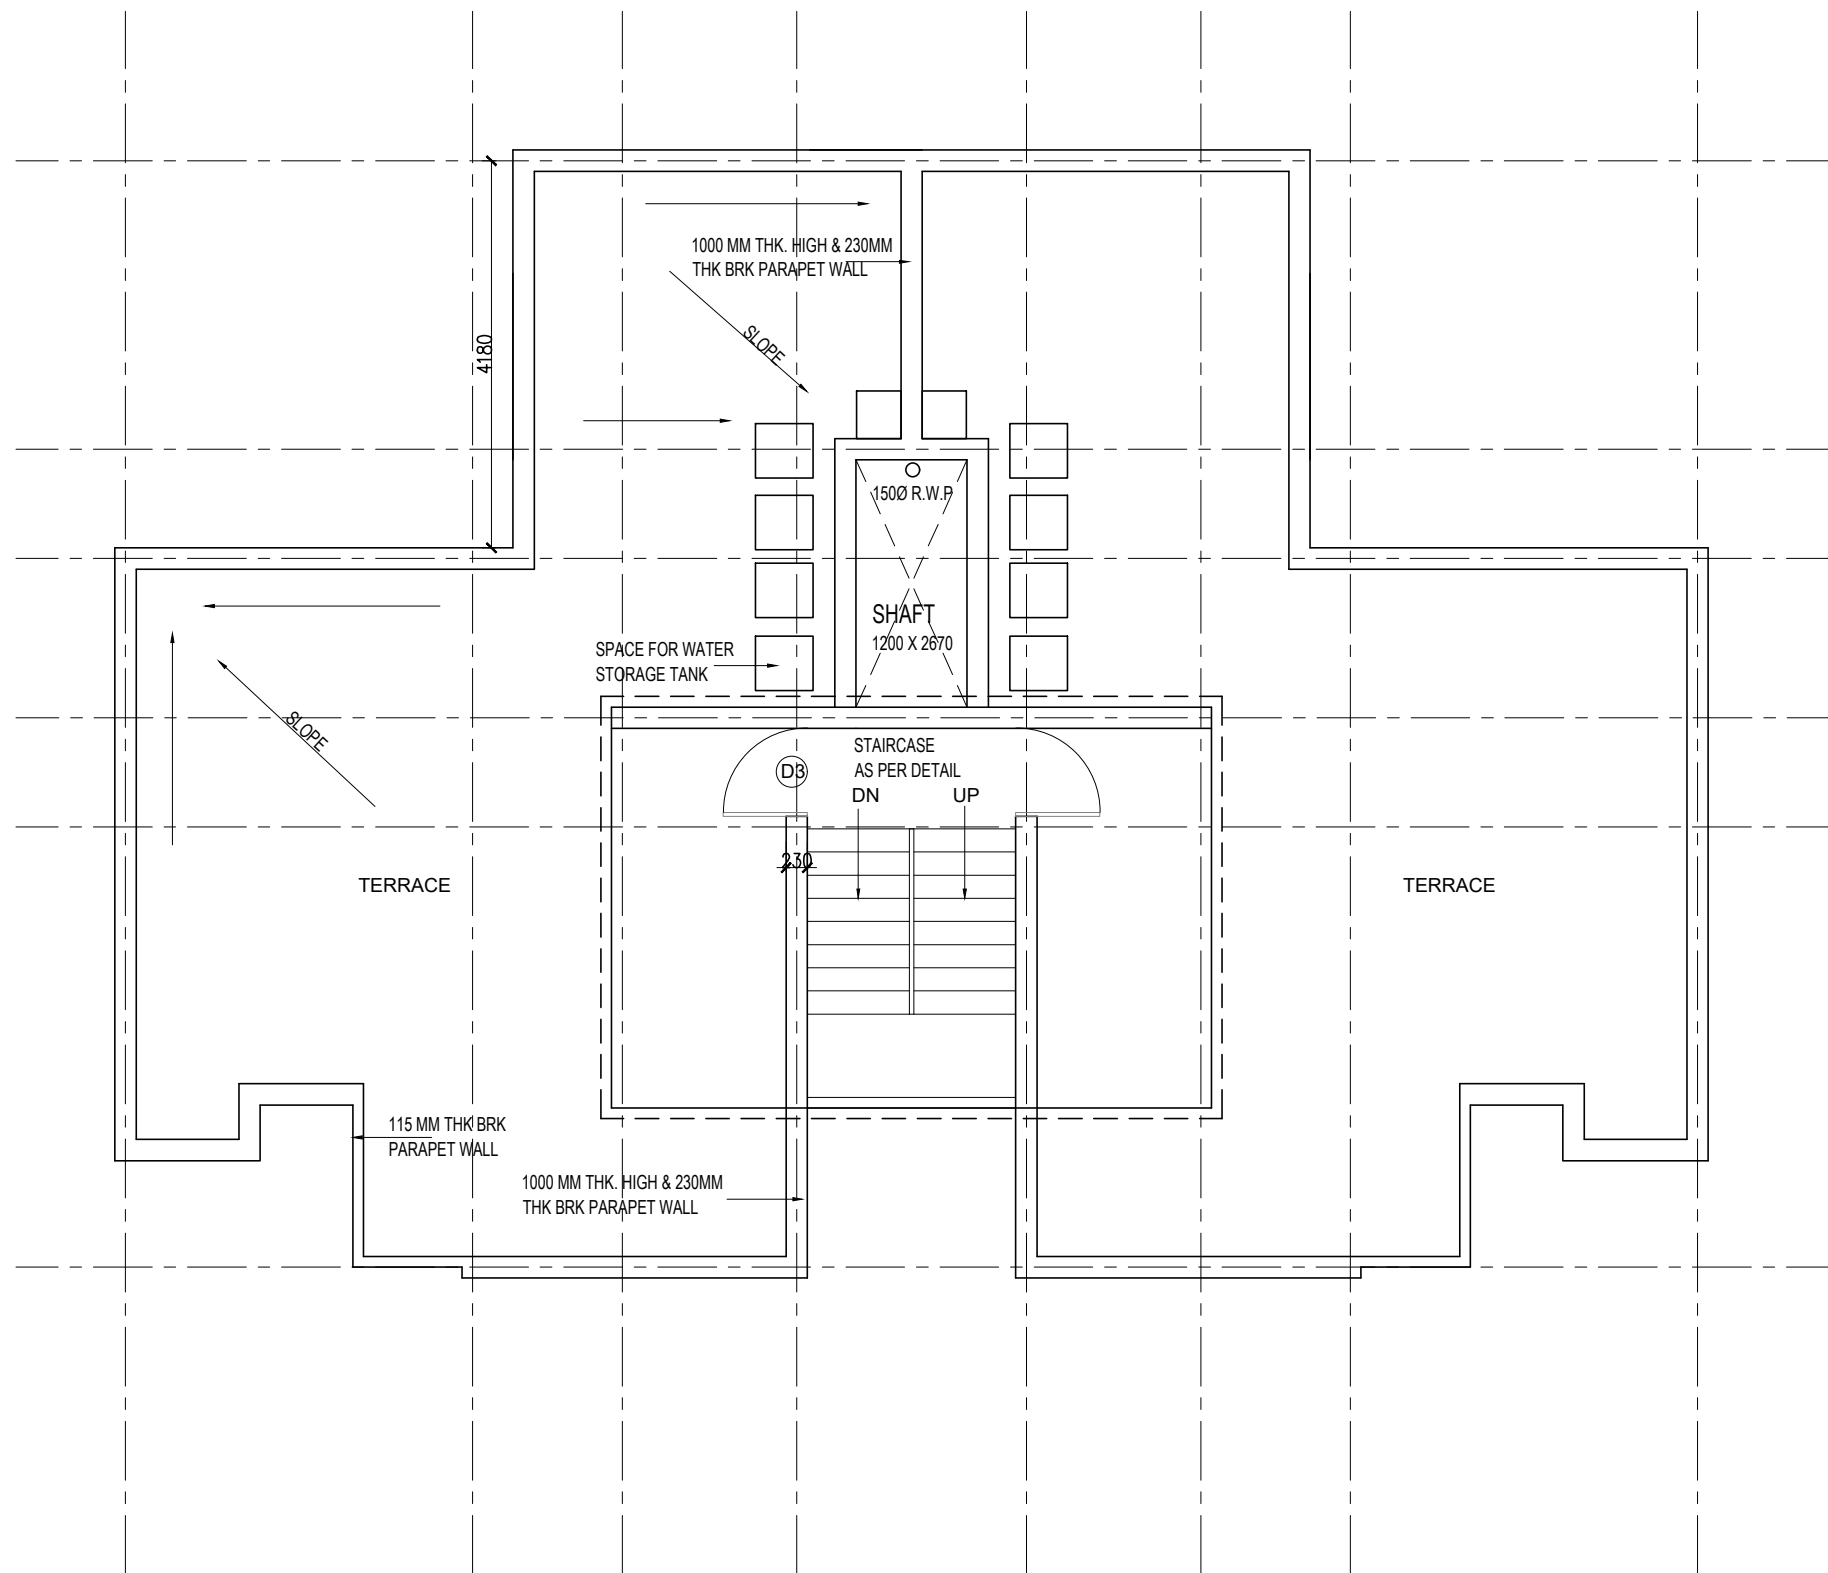 1000 MM THK. HIGH & 230MM
THK BRK PARAPET WALL
SLOPE
4180
150Ø R.W.P
SHAFT
1200 X 2670
SPACE FOR WATER
STORAGE TANK
SLOPE
STAIRCASE
AS PER DETAIL
D3
DN
UP
230
TERRACE
TERRACE
115 MM THK BRK
PARAPET WALL
1000 MM THK. HIGH & 230MM
THK BRK PARAPET WALL